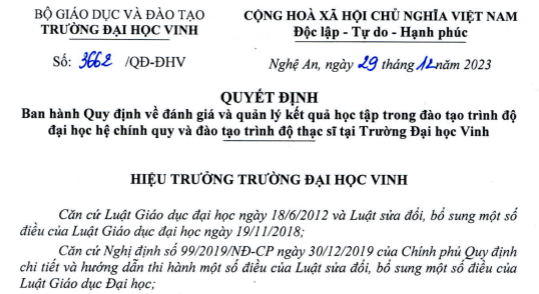 BỘ GIÁO DỤC VÀ ĐÀO TẠO
TRƯỜNG ĐẠI HỌC VINH
CỘNG HOÀ XÃ HỘI CHỦ NGHĨA VIỆT NAM
Độc lập - Tự do - Hạnh phúc
Số: 3662 /QĐ-ĐHV
Nghệ An, ngày 29 tháng 12 năm 2023
QUYẾT ĐỊNH
Ban hành Quy định về đánh giá và quản lý kết quả học tập trong đào tạo trình độ
đại học hệ chính quy và đào tạo trình độ thạc sĩ tại Trường Đại học Vinh
HIỆU TRƯỞNG TRƯỜNG ĐẠI HỌC VINH
Căn cứ Luật Giáo dục đại học ngày 18/6/2012 và Luật sửa đổi, bổ sung một số
điều của Luật Giáo dục đại học ngày 19/11/2018;
Căn cứ Nghị định số 99/2019/NĐ-CP ngày 30/12/2019 của Chính phủ Quy định
chi tiết và hướng dẫn thi hành một số điều của Luật sửa đổi, bổ sung một số điều của
Luật Giáo dục Đại học;